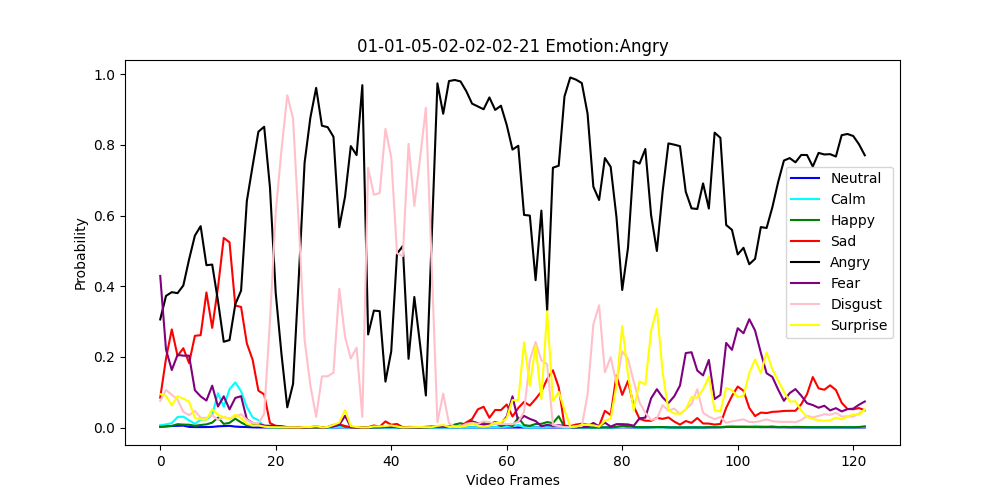 01-01-05-02-02-02-21 Emotion:Angry
1.0
0.8
0.6
0.4
0.2
0.0
Probability
0
20
40
60
80
100
120
Video Frames
Neutral
Calm
Happy
Sad
Angry
Fear
Disgust
Surprise